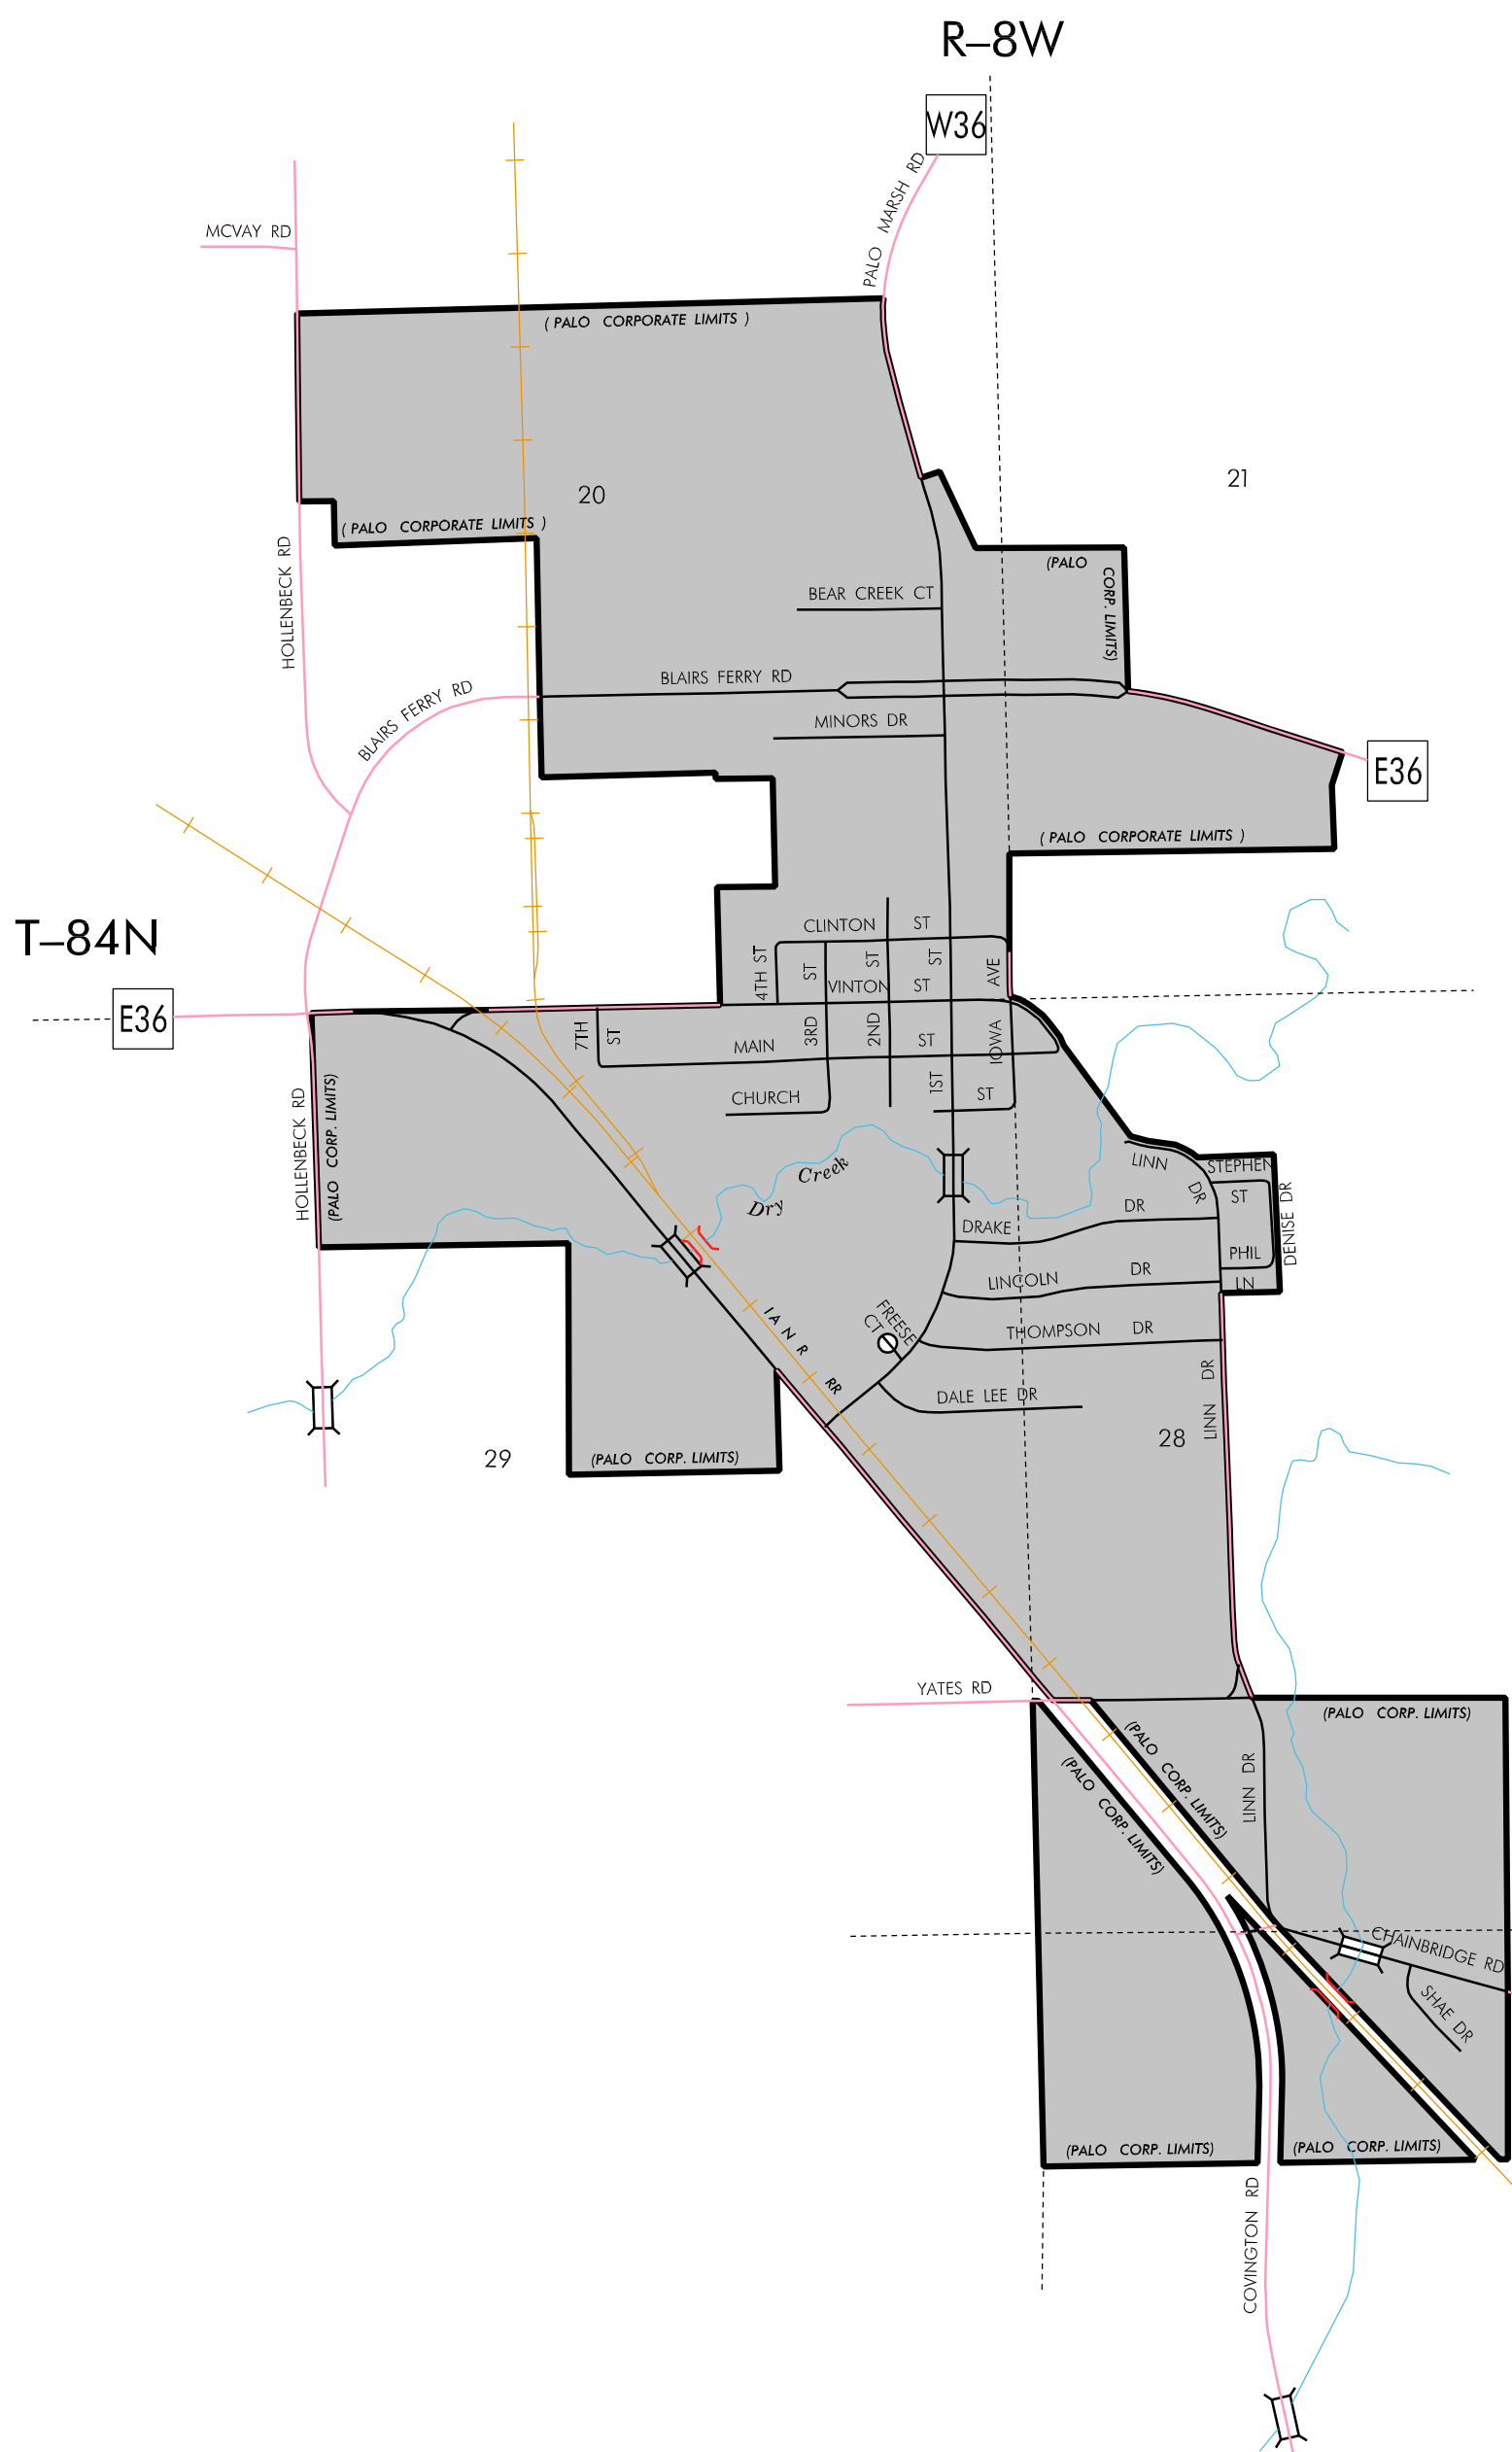 R–8W
W36
PALO MARSH RD
MCVAY RD
( PALO CORPORATE LIMITS )
20
21
( PALO CORPORATE LIMITS )
HOLLENBECK RD
(PALO CORP. LIMITS)
BEAR CREEK CT
BLAIRS FERRY RD
BLAIRS FERRY RD
MINORS DR
E36
( PALO CORPORATE LIMITS )
T–84N
E36
CLINTON ST
4TH ST
3RD ST
2ND ST
1ST ST
IOWA AVE
VINTON ST
7TH ST
MAIN ST
CHURCH ST
HOLLENBECK RD
(PALO CORP. LIMITS)
Dry Creek
LINN DR
STEPHEN ST
DENISE DR
DRAKE DR
PHIL LN
LINCOLN DR
IANR RR
FREESE CT
THOMPSON DR
DALE LEE DR
LINN DR
28
29
(PALO CORP. LIMITS)
YATES RD
(PALO CORP. LIMITS)
(PALO CORP. LIMITS)
(PALO CORP. LIMITS)
LINN DR
CHAINBRIDGE RD
SHAE DR
(PALO CORP. LIMITS)
(PALO CORP. LIMITS)
COVINGTON RD